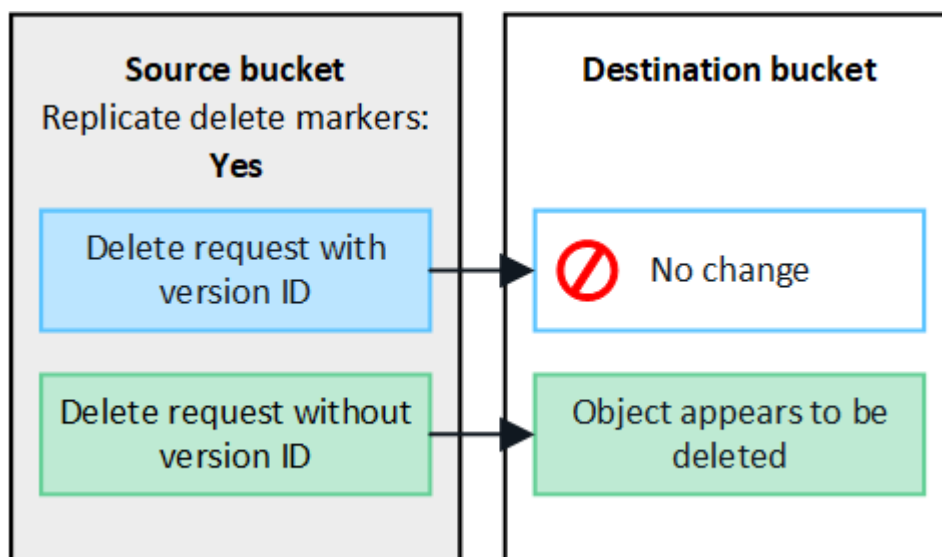 Source bucket
Replicate delete markers:
Yes
Delete request with
version ID
Delete request without
version ID
Destination bucket
No change
Object appears to be
deleted